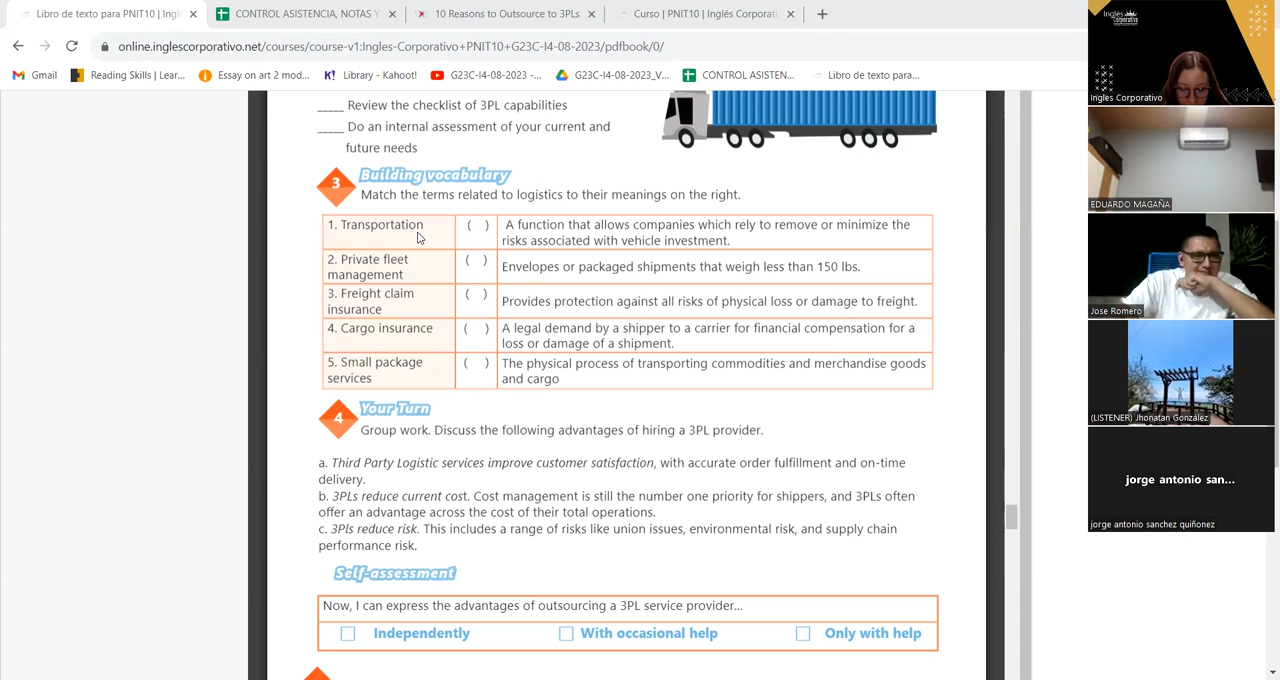 Libro de texto para PNIT10 | Ingl
CONTROL ASISTENCIA, NOTAS Y
10 Reasons to Outsource to 3PLs
Curso | PNIT10 | Inglés Corporati
online.inglescorporativo.net/courses/course-v1:Ingles-Corporativo+PNIT10+G23C-I4-08-2023/pdfbook/0/
Gmail
Reading Skills | Lear...
Essay on art 2 mod...
Library - Kahoot!
G23C-I4-08-2023 -...
G23C-I4-08-2023_V...
CONTROL ASISTEN...
Libro de texto para...
_____ Review the checklist of 3PL capabilities
_____ Do an internal assessment of your current and
future needs
3 Building vocabulary
Match the terms related to logistics to their meanings on the right.
1. Transportation ( ) A function that allows companies which rely to remove or minimize the
risks associated with vehicle investment.
2. Private fleet
management ( ) Envelopes or packaged shipments that weigh less than 150 lbs.
3. Freight claim
insurance ( ) Provides protection against all risks of physical loss or damage to freight.
4. Cargo insurance ( ) A legal demand by a shipper to a carrier for financial compensation for a
loss or damage of a shipment.
5. Small package
services ( ) The physical process of transporting commodities and merchandise goods
and cargo
4 Your Turn
Group work. Discuss the following advantages of hiring a 3PL provider.
a. Third Party Logistic services improve customer satisfaction, with accurate order fulfillment and on-time
delivery.
b. 3PLs reduce current cost. Cost management is still the number one priority for shippers, and 3PLs often
offer an advantage across the cost of their total operations.
c. 3Pls reduce risk. This includes a range of risks like union issues, environmental risk, and supply chain
performance risk.
Self-assessment
Now, I can express the advantages of outsourcing a 3PL service provider...
Independently
With occasional help
Only with help
Inglés
Corporativo
Ingles Corporativo
EDUARDO MAGAÑA
Jose Romero
(LISTENER) Jhonatan González
jorge antonio san...
jorge antonio sanchez quiñonez